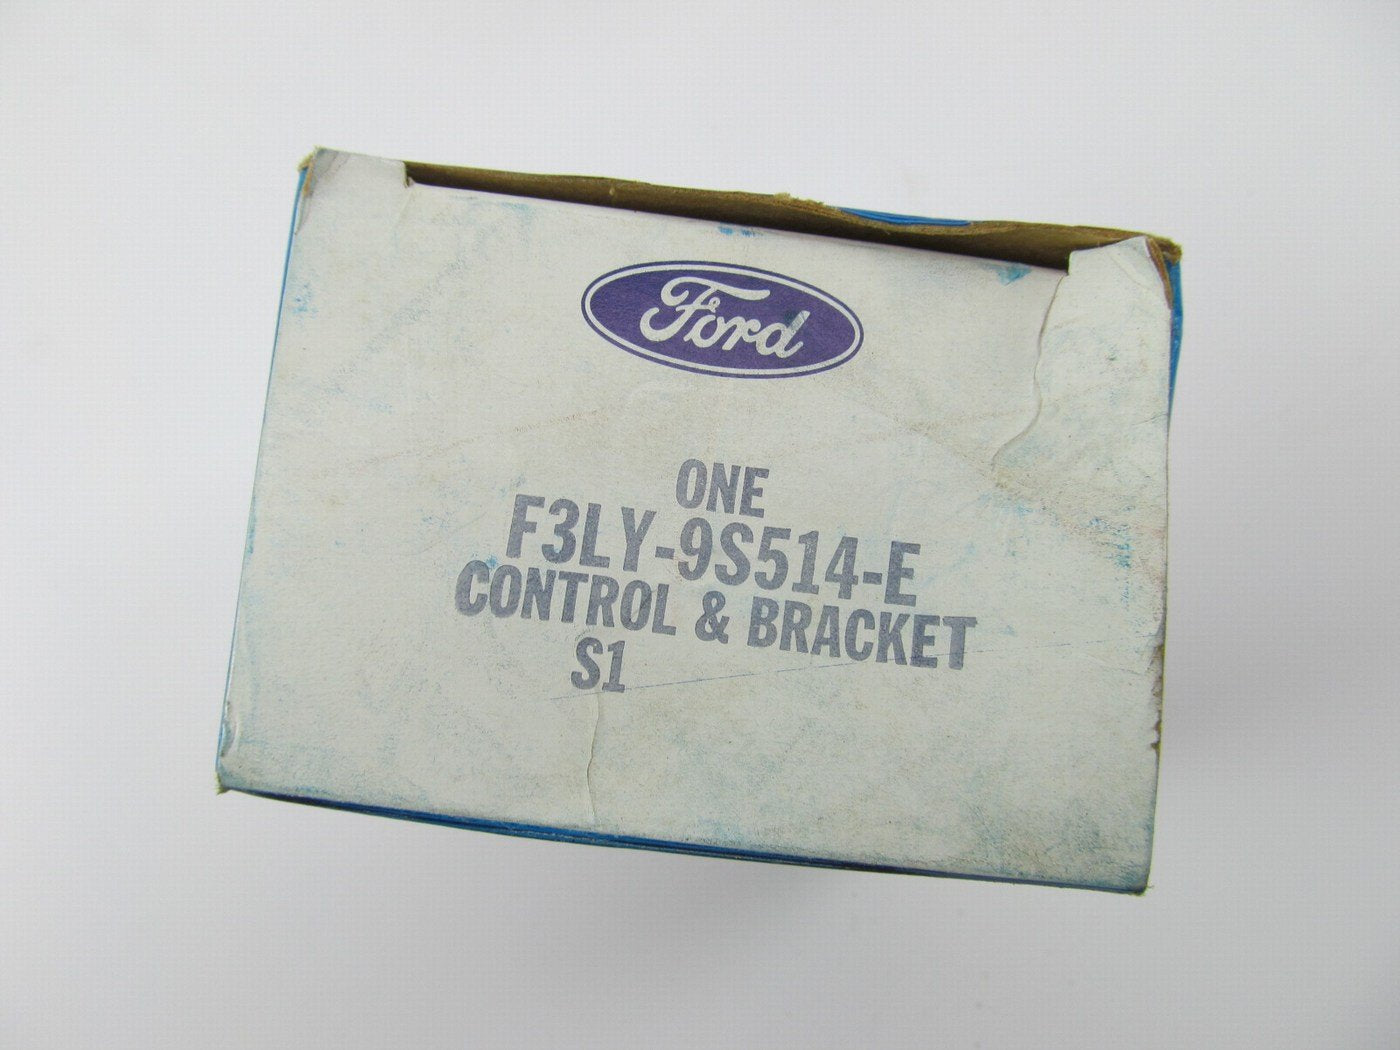 Ford
ONE
F3LY-9S514-E
CONTROL & BRACKET
S1